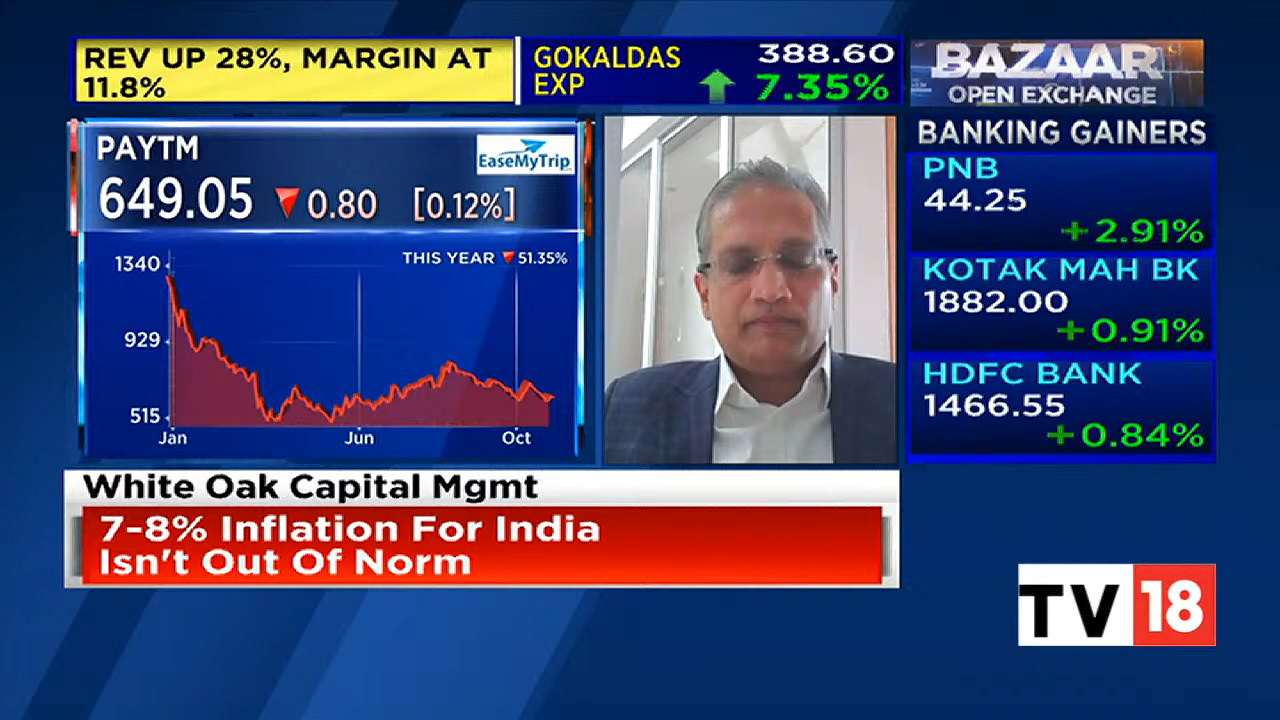 REV UP 28%, MARGIN AT
11.8%
GOKALDAS
EXP
388.60
7.35%
BAZAAR
OPEN EXCHANGE
PAYTM
649.05
0.80
[0.12%]
EaseMyTrip
THIS YEAR 51.35%
1340
929
515
Jan
Jun
Oct
BANKING GAINERS
PNB
44.25
+2.91%
KOTAK MAH BK
1882.00
+0.91%
HDFC BANK
1466.55
+0.84%
White Oak Capital Mgmt
7-8% Inflation For India
Isn't Out Of Norm
TV18